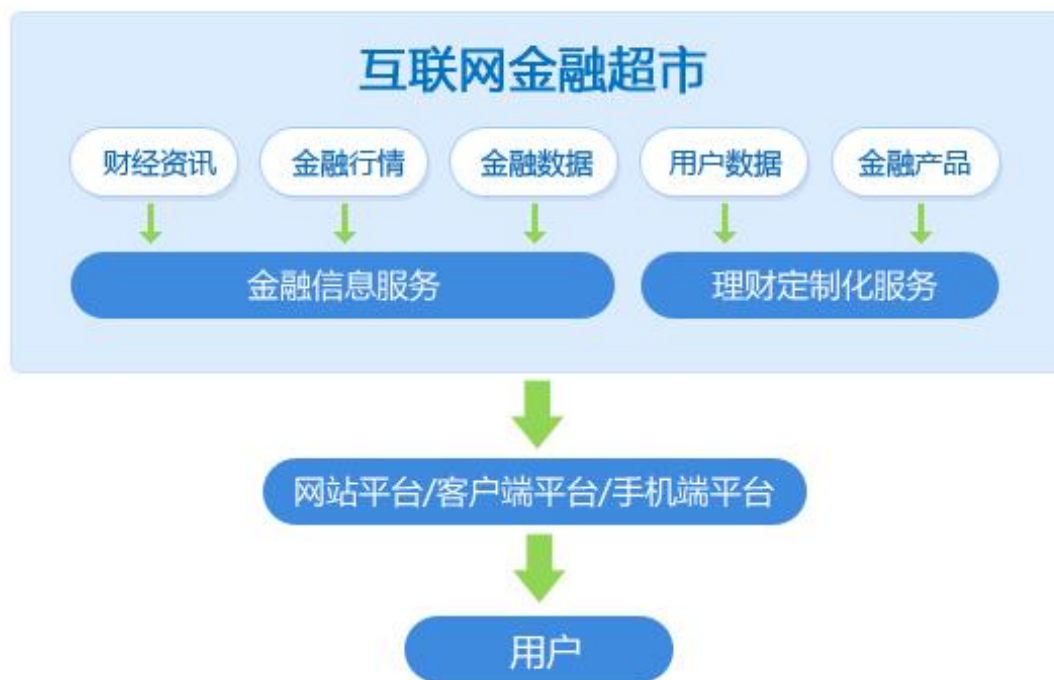 互联网金融超市
财经资讯 金融行情 金融数据 用户数据 金融产品
金融信息服务 理财定制化服务
网站平台/客户端平台/手机端平台
用户